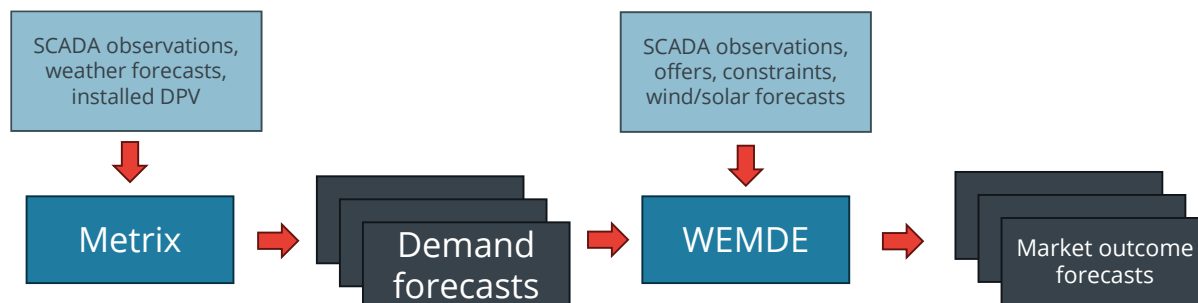 SCADA observations,
weather forecasts,
installed DPV
SCADA observations,
offers, constraints,
wind/solar forecasts
Metrix
Demand
forecasts
WEMDE
Market outcome
forecasts